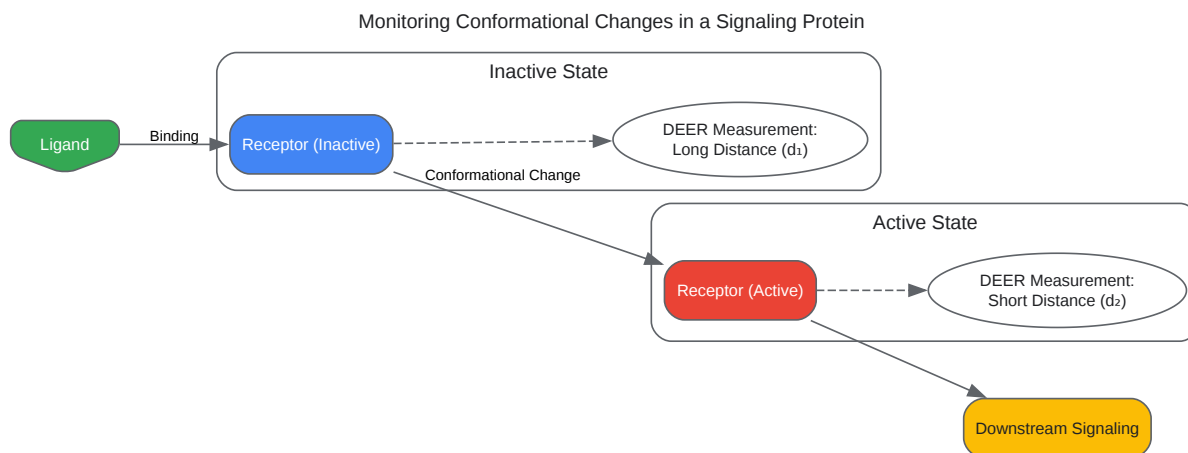 Monitoring Conformational Changes in a Signaling Protein
Inactive State
Ligand
Binding
Receptor (Inactive)
DEER Measurement:
Long Distance (d₁)
Conformational Change
Active State
Receptor (Active)
DEER Measurement:
Short Distance (d₂)
Downstream Signaling